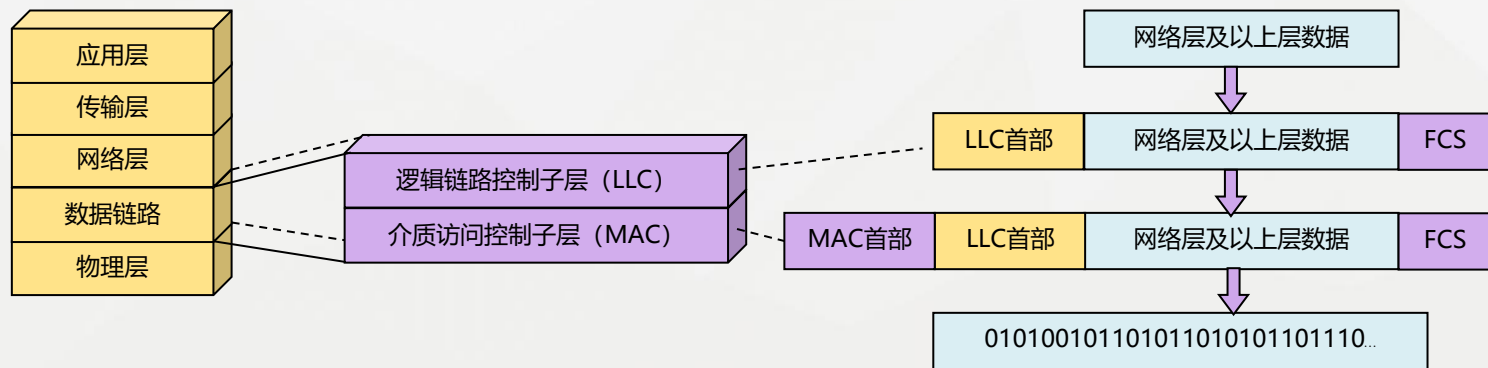 应用层
传输层
网络层
数据链路
物理层
逻辑链路控制子层（LLC）
介质访问控制子层（MAC）
网络层及以上层数据
LLC首部 网络层及以上层数据 FCS
MAC首部 LLC首部 网络层及以上层数据 FCS
010100101101011010101101110...